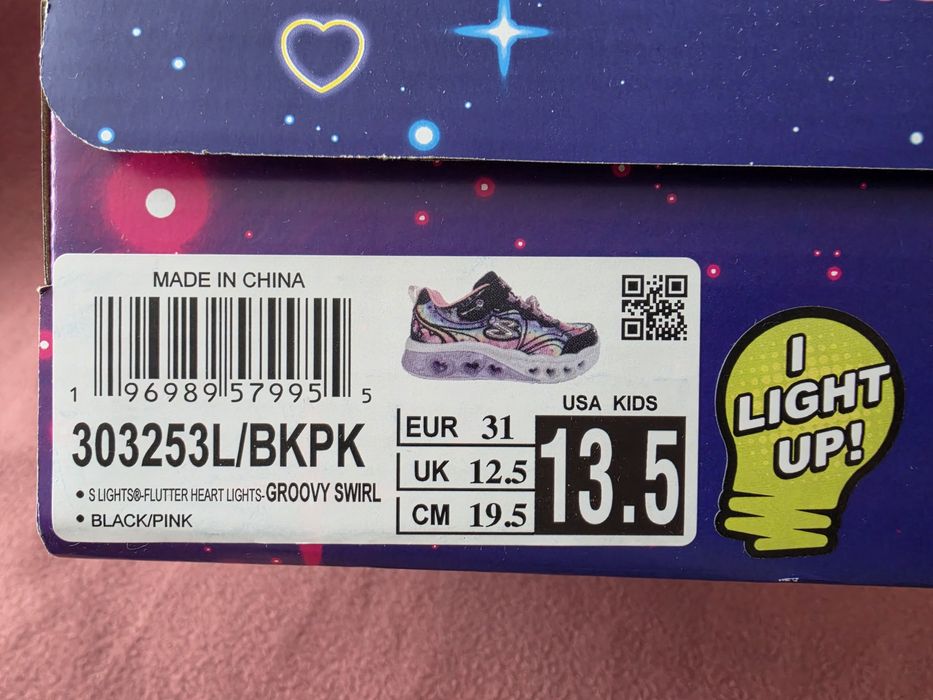 MADE IN CHINA
1 96989 57995 5
303253L/BKPK
• S LIGHTS®-FLUTTER HEART LIGHTS-GROOVY SWIRL
• BLACK/PINK
USA KIDS
EUR 31
UK 12.5
CM 19.5
13.5
I
LIGHT
UP!